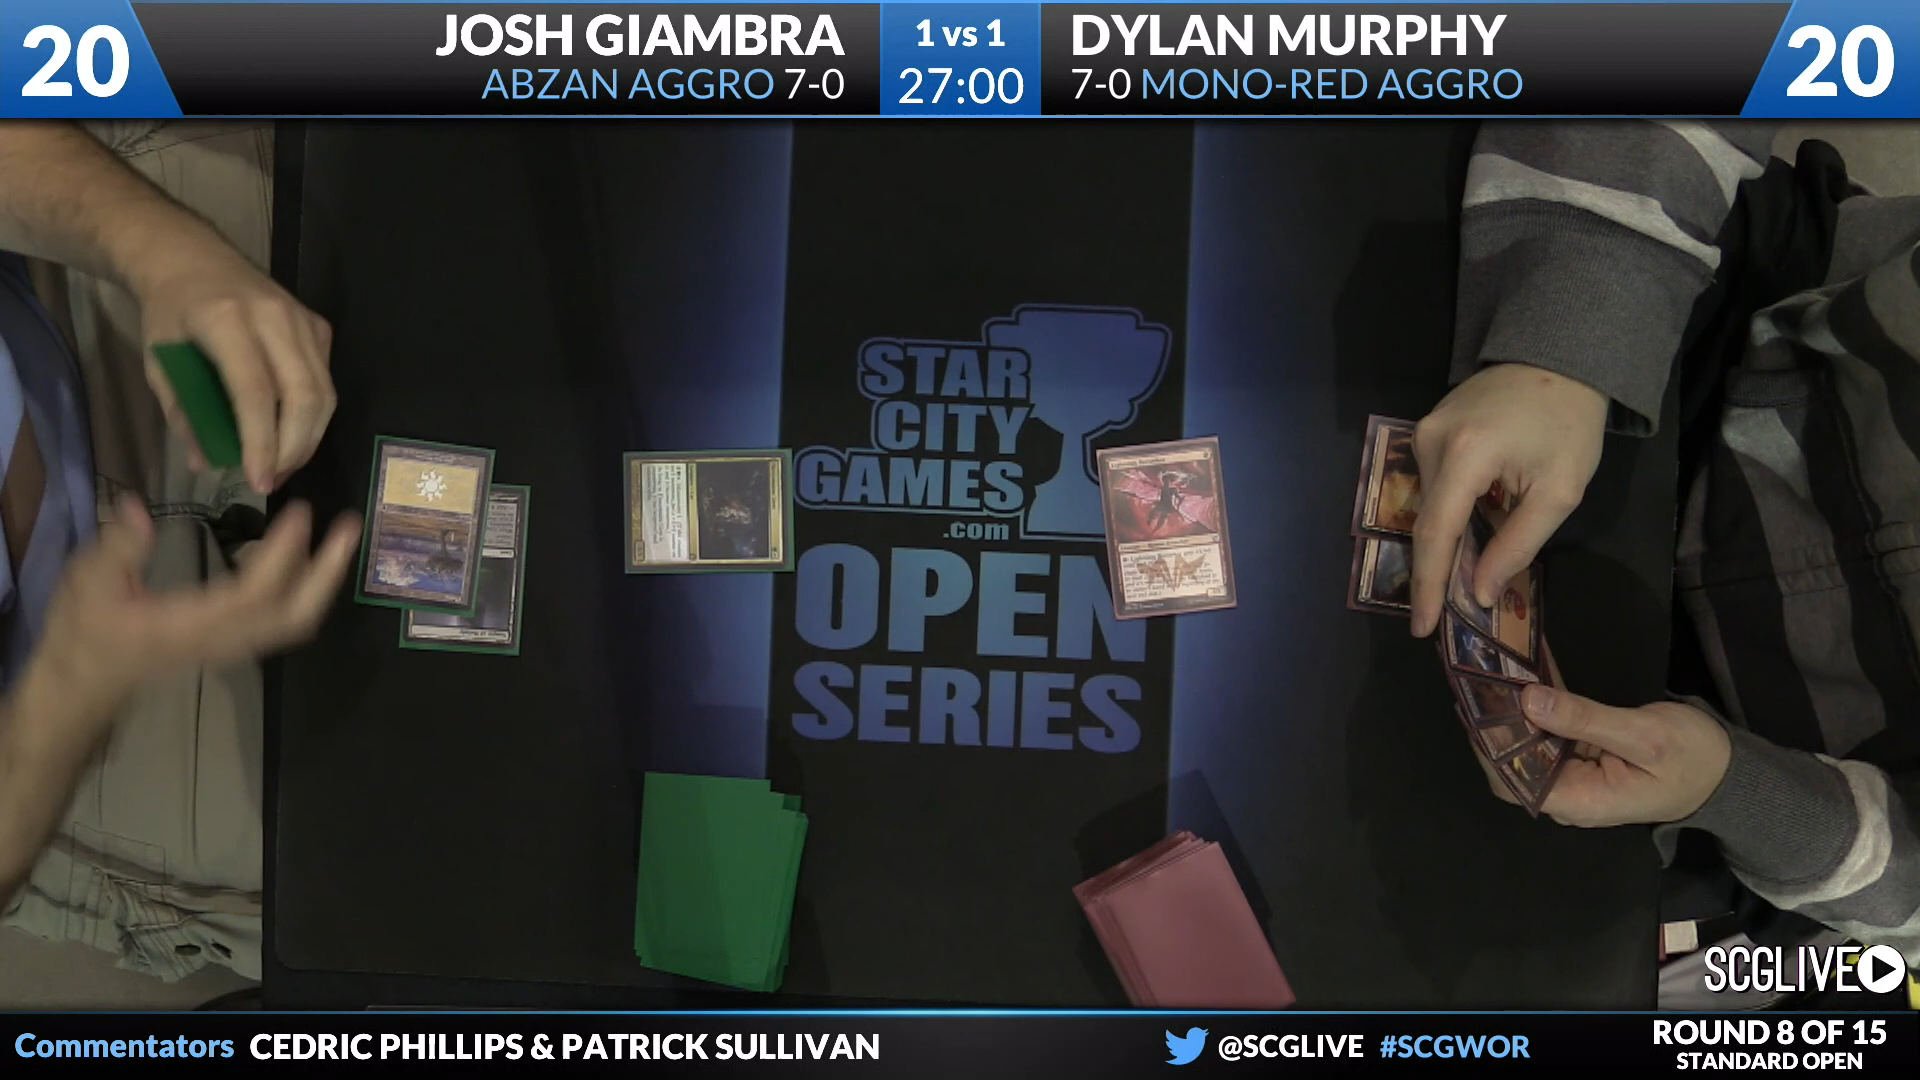 20
JOSH GIAMBRA
ABZAN AGGRO 7-0
1 vs 1
27:00
DYLAN MURPHY
7-0 MONO-RED AGGRO
20
STAR
CITY
GAMES
.com
OPEN
SERIES
SCGLIVE
Commentators CEDRIC PHILLIPS & PATRICK SULLIVAN
@SCGLIVE #SCGWOR
ROUND 8 OF 15
STANDARD OPEN